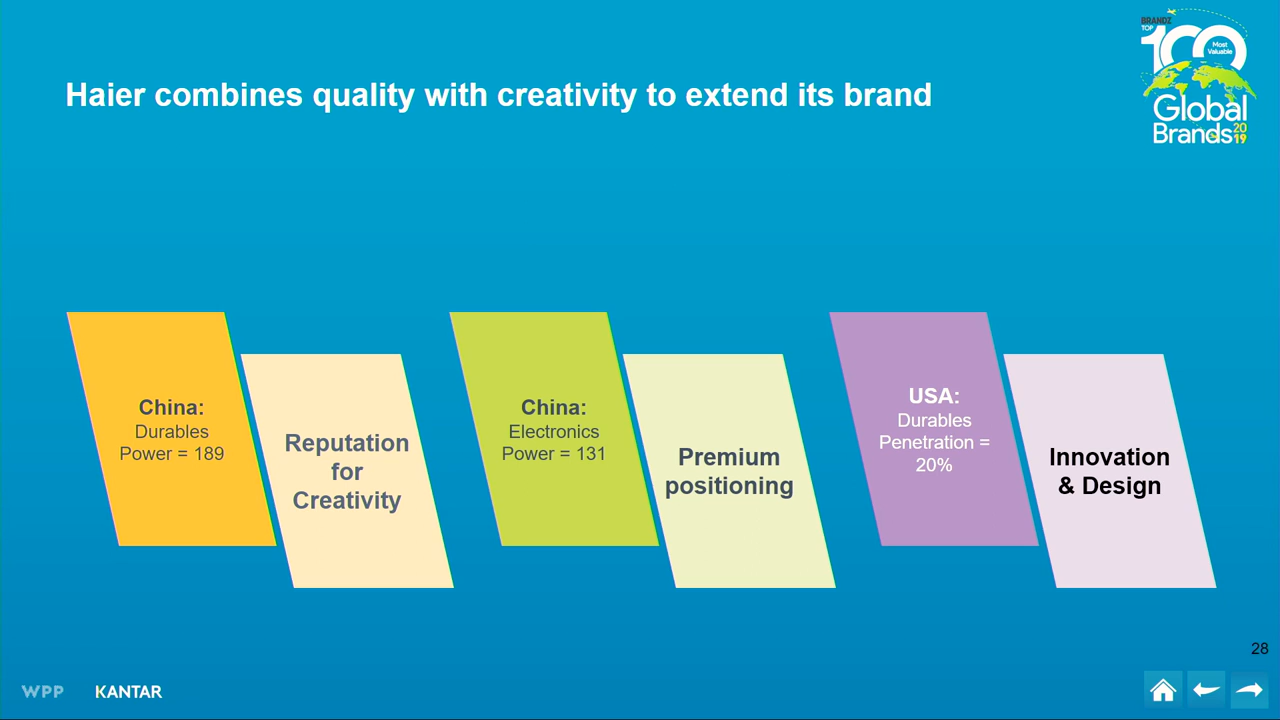 BRANDZ
TOP
100
Most
Valuable
Global
Brands 2019
Haier combines quality with creativity to extend its brand
China:
Durables
Power = 189
Reputation
for
Creativity
China:
Electronics
Power = 131
Premium
positioning
USA:
Durables
Penetration =
20%
Innovation
& Design
28
WPP
KANTAR